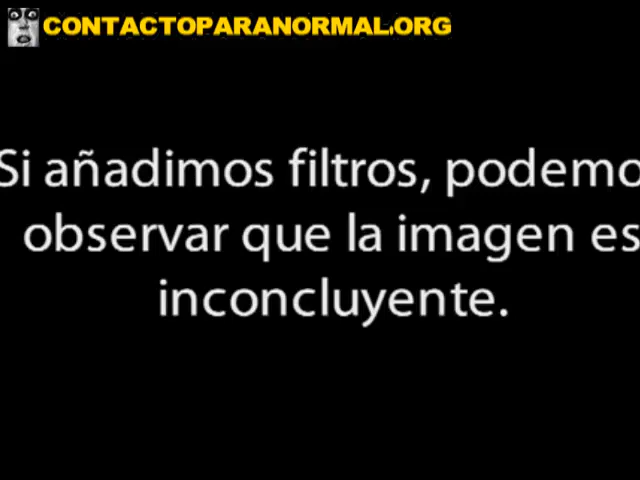 CONTACTOPARANORMAL.ORG
Si añadimos filtros, podemo
observar que la imagen es
inconcluyente.